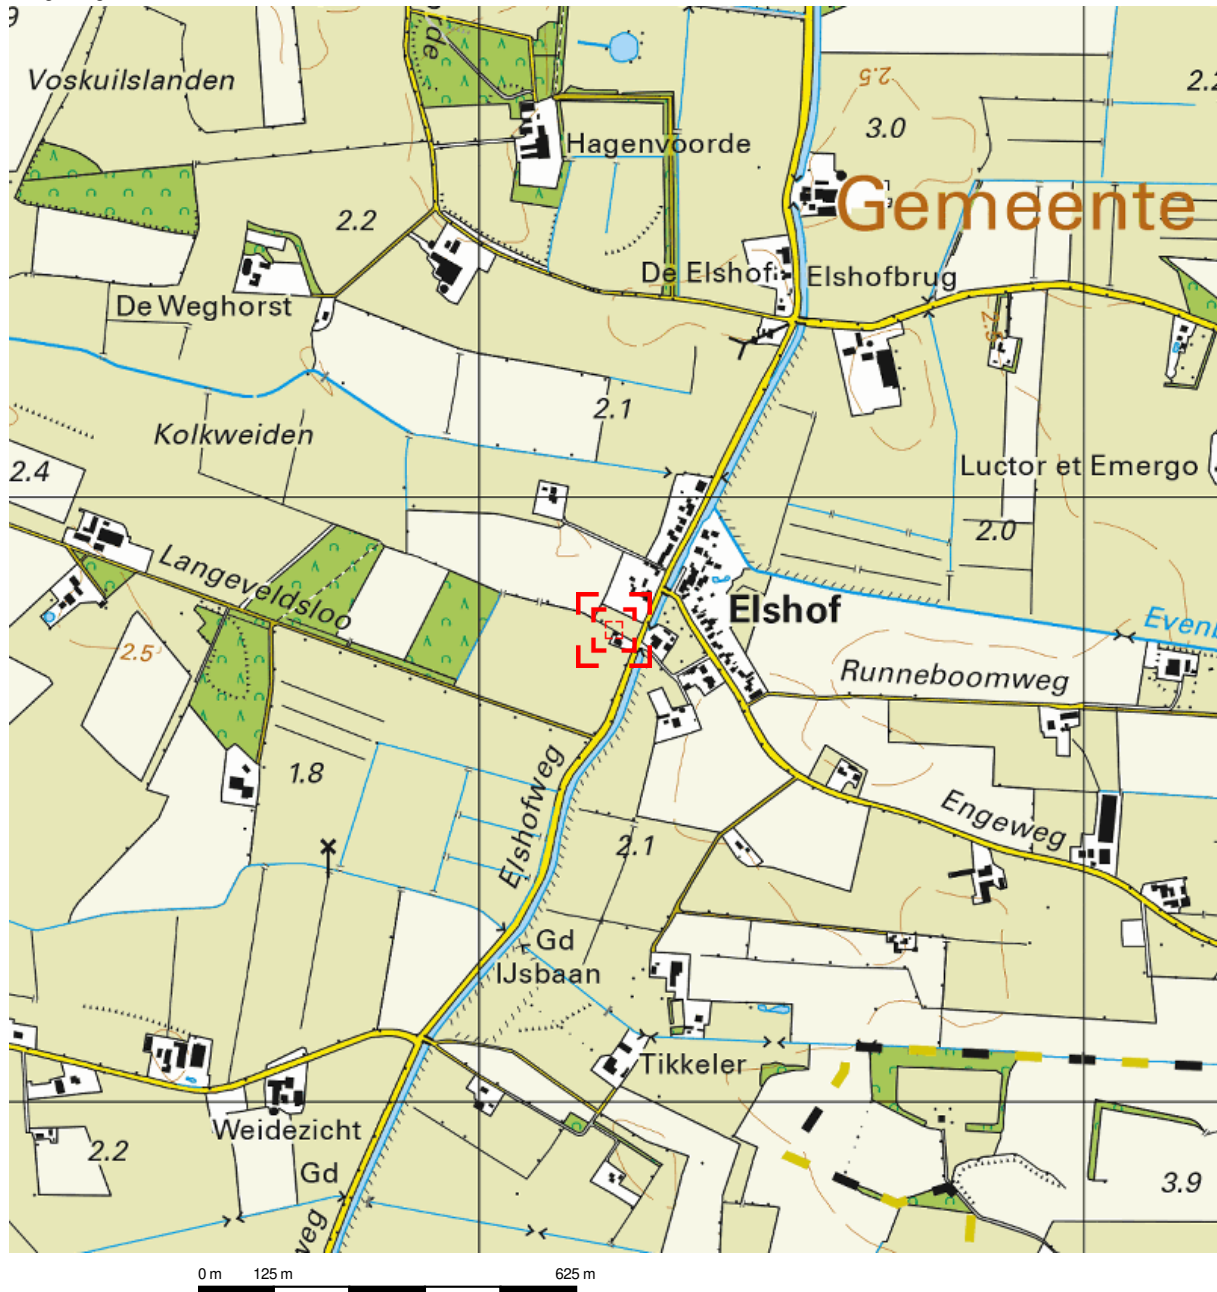 Voskuilslanden
2.5
3.0
Hagenvoorde
Gemeente
2.2
De Elshof
Elshofbrug
De Weghorst
2.5
2.1
Kolkweiden
2.4
Luctor et Emergo
2.0
Langeveldsloo
Elshof
2.5
Runneboomweg
1.8
Elshofweg
Engeweg
2.1
Gd
IJsbaan
Tikkeler
Weidezicht
2.2
Gd
3.9
weg
0 m 125 m 625 m